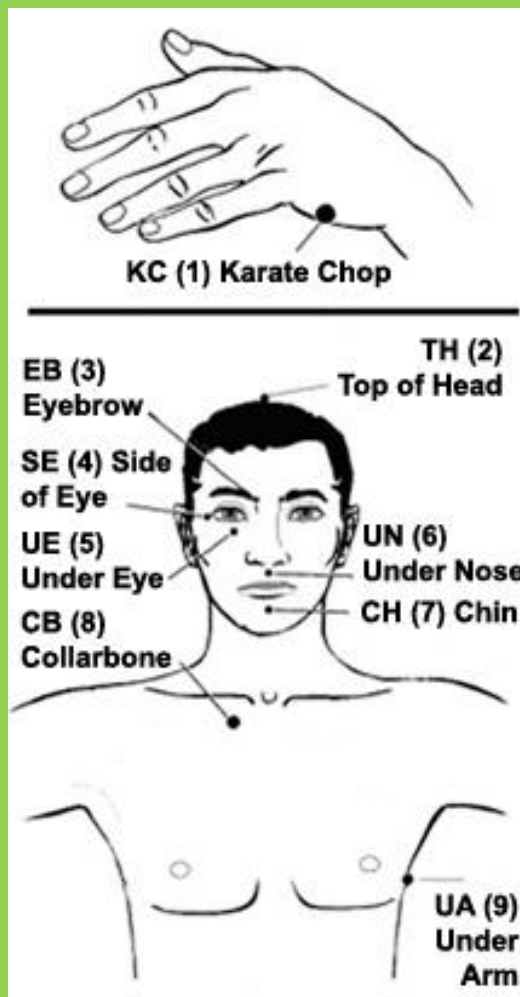 KC (1) Karate Chop
TH (2)
Top of Head
EB (3)
Eyebrow
SE (4) Side
of Eye
UE (5)
Under Eye
UN (6)
Under Nose
CH (7) Chin
CB (8)
Collarbone
UA (9)
Under
Arm